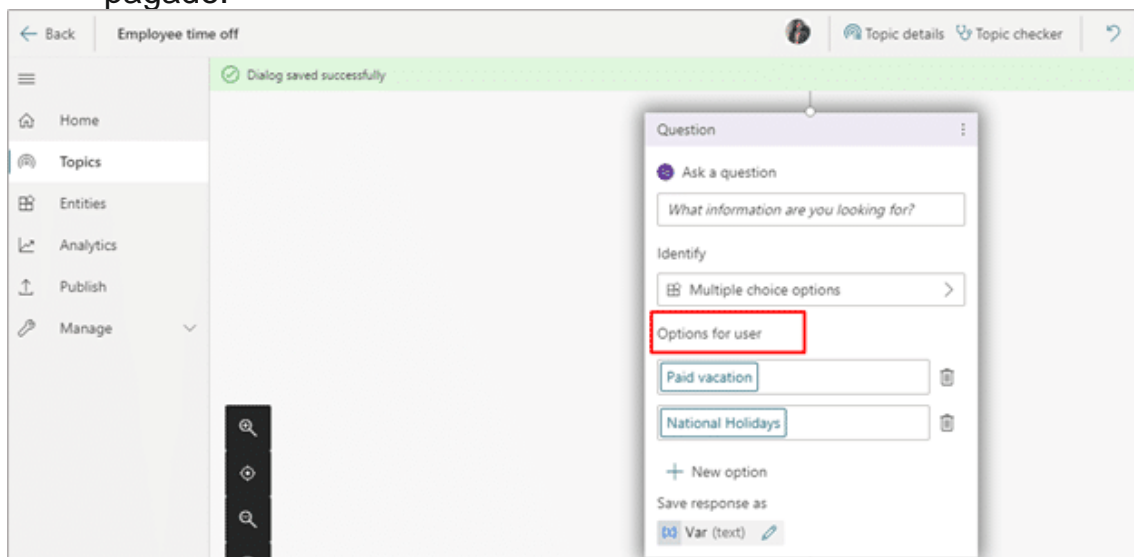 pagado.
Back
Employee time off
Topic details
Topic checker
Dialog saved successfully
Home
Topics
Entities
Analytics
Publish
Manage
Question
Ask a question
What information are you looking for?
Identify
Multiple choice options
Options for user
Paid vacation
National Holidays
New option
Save response as
{x} Var (text)